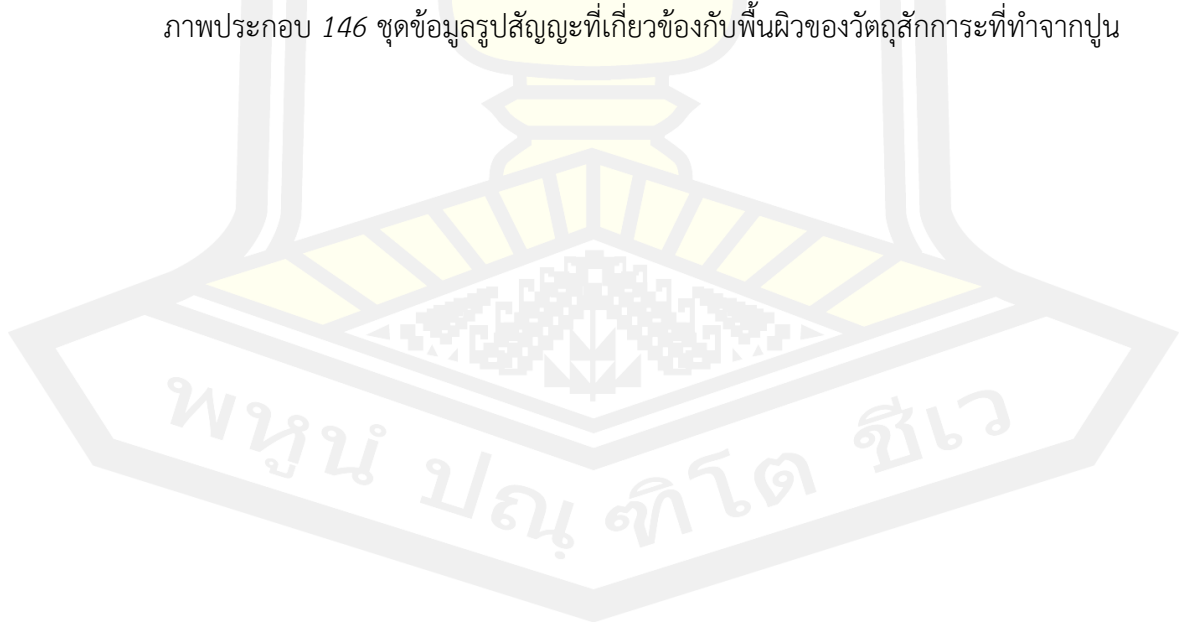 ภาพประกอบ 146 ชุดข้อมูลรูปสัญญะที่เกี่ยวข้องกับพื้นผิวของวัตถุสักการะที่ทำจากปูน
พหูนํ ปณฺฑิโต ชีเว